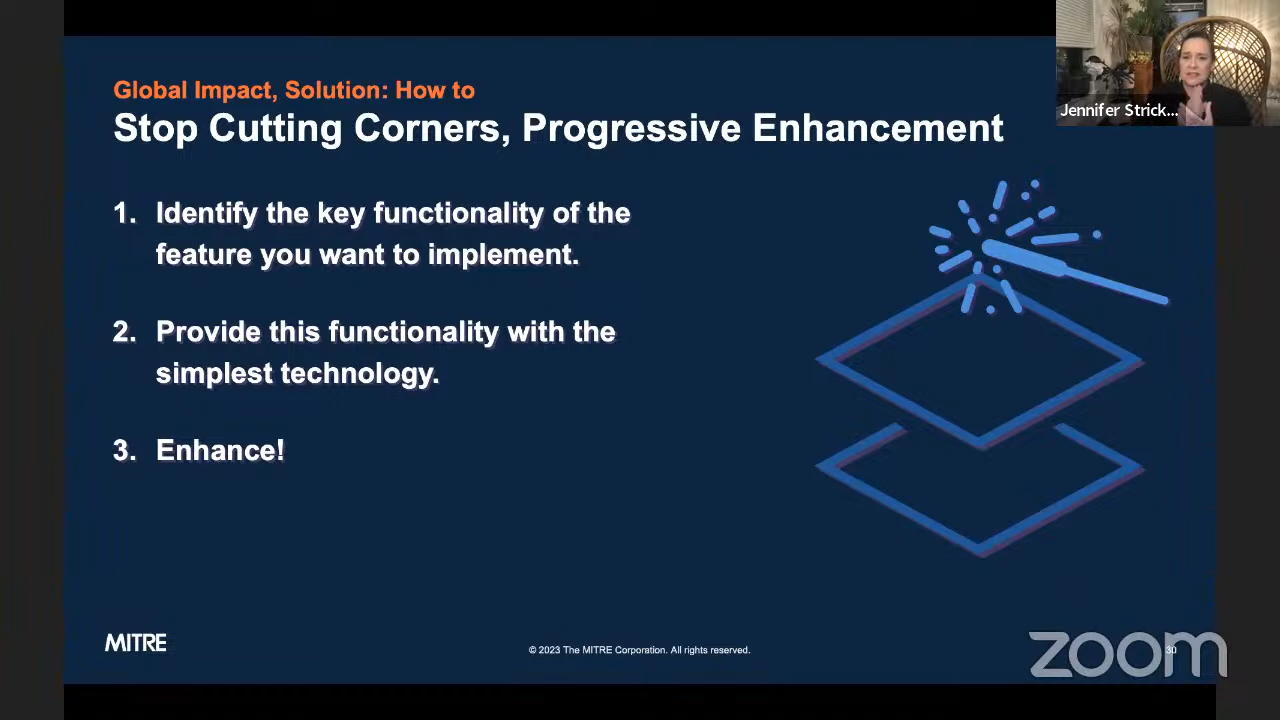 Global Impact, Solution: How to
Stop Cutting Corners, Progressive Enhancement
1. Identify the key functionality of the
feature you want to implement.
2. Provide this functionality with the
simplest technology.
3. Enhance!
MITRE
© 2023 The MITRE Corporation. All rights reserved.
30
zoom
Jennifer Strick...